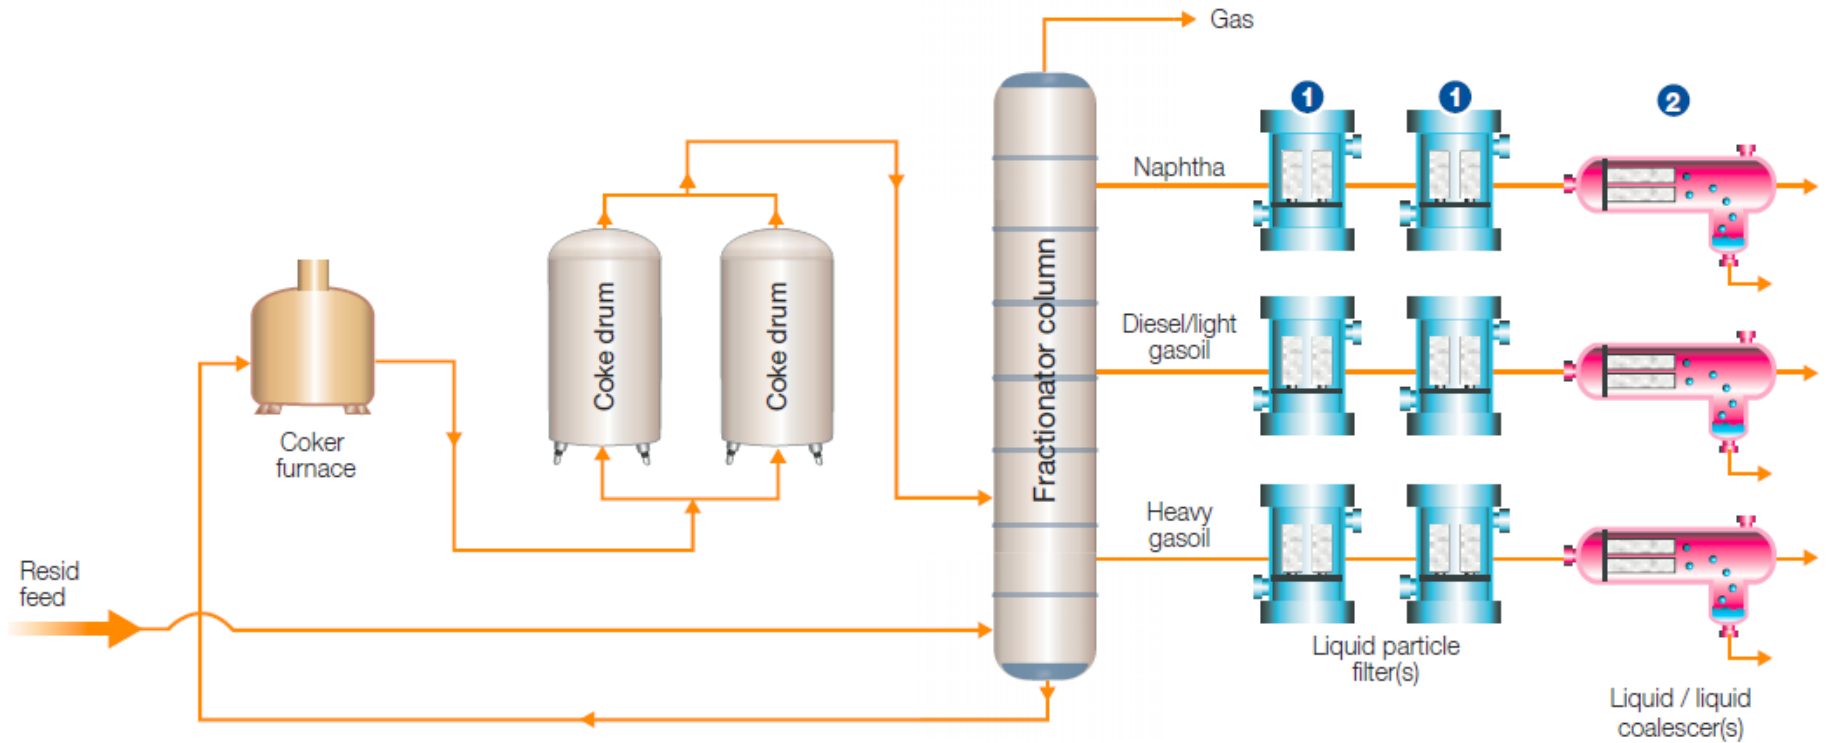 Gas
1
1
2
Naphtha
Fractionator column
Coke drum
Coke drum
Diesel/light
gasoil
Coker
furnace
Heavy
gasoil
Resid
feed
Liquid particle
filter(s)
Liquid / liquid
coalescer(s)